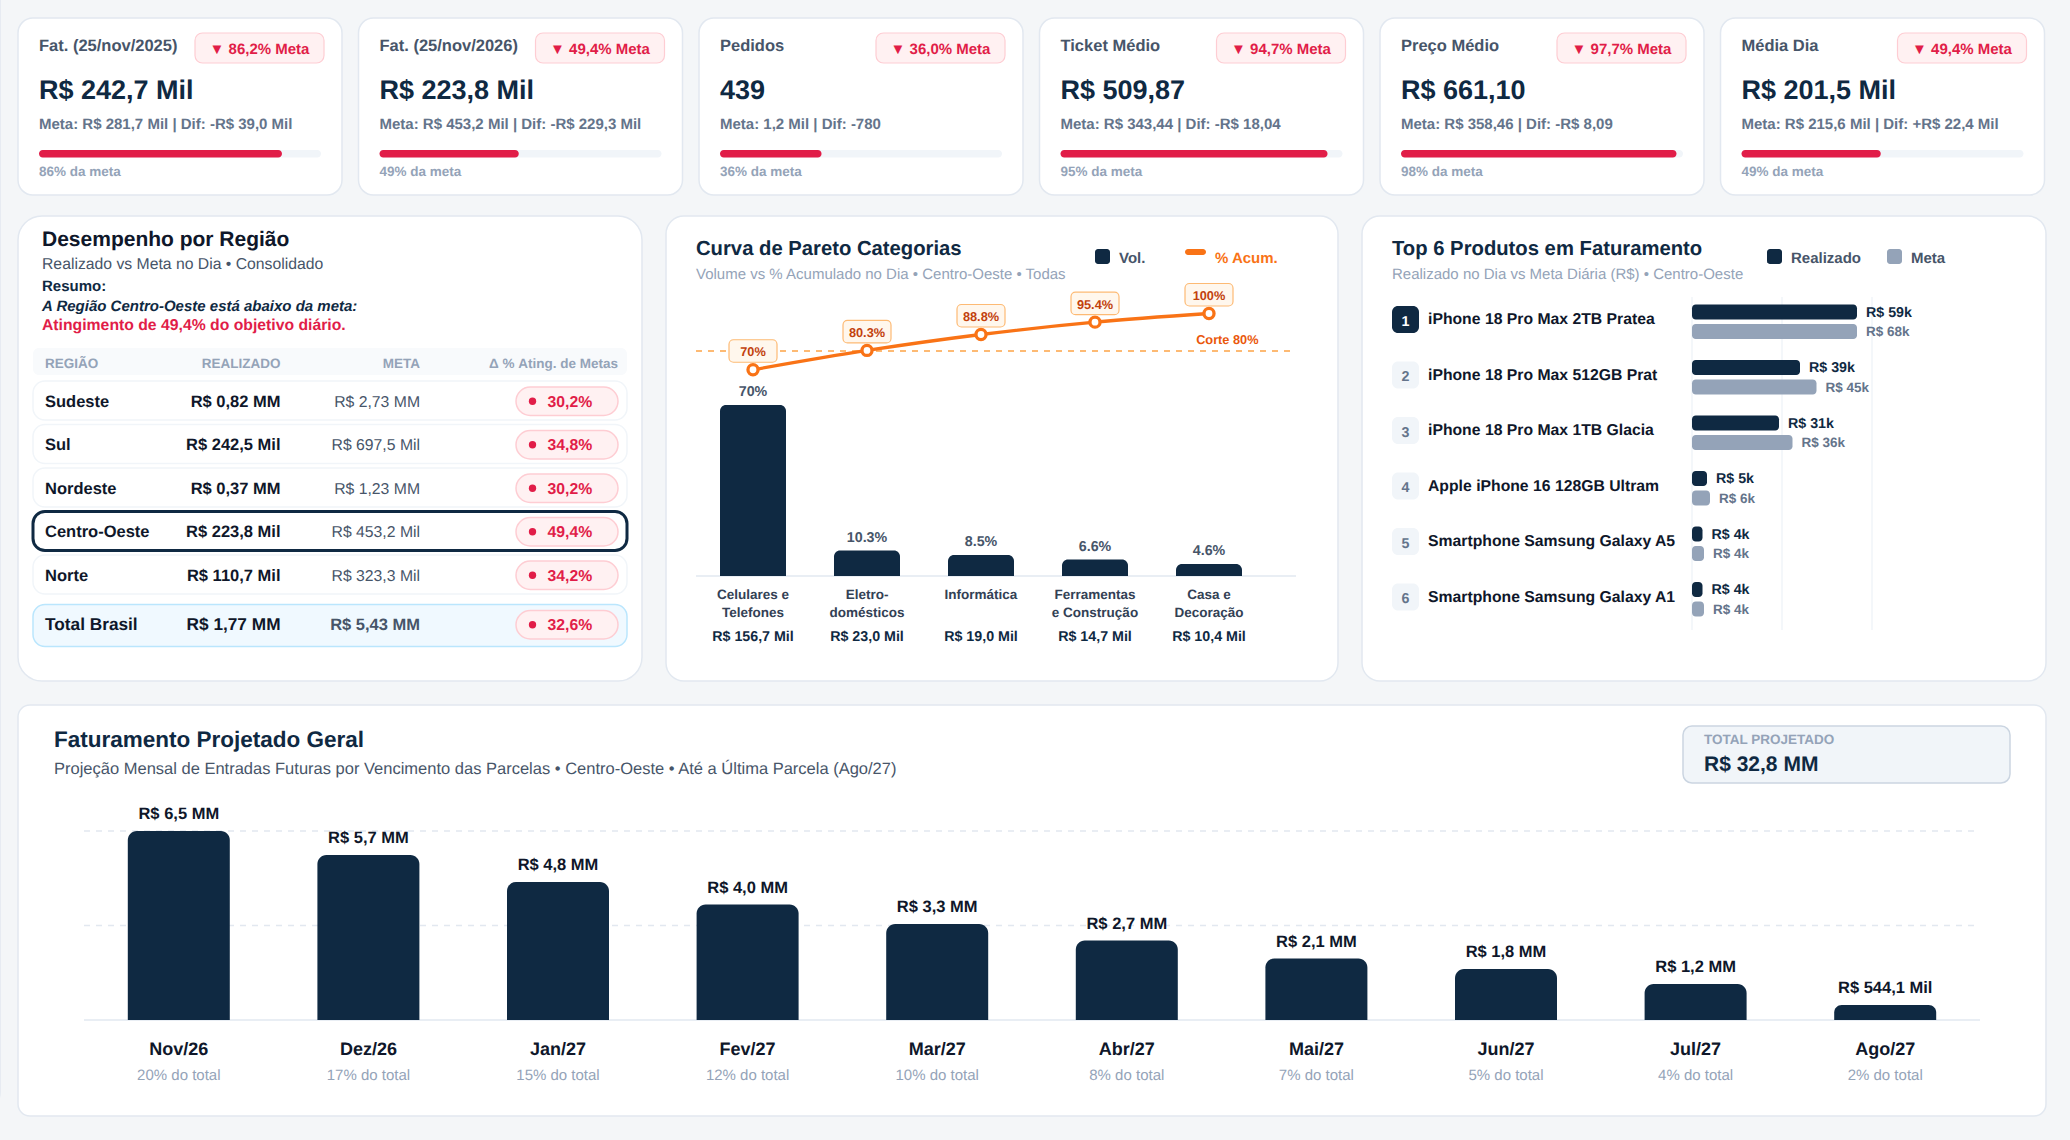 Fat. (25/nov/2025) ▼ 86,2% Meta
R$ 242,7 Mil
Meta: R$ 281,7 Mil | Dif: -R$ 39,0 Mil
86% da meta
Fat. (25/nov/2026) ▼ 49,4% Meta
R$ 223,8 Mil
Meta: R$ 453,2 Mil | Dif: -R$ 229,3 Mil
49% da meta
Pedidos ▼ 36,0% Meta
439
Meta: 1,2 Mil | Dif: -780
36% da meta
Ticket Médio ▼ 94,7% Meta
R$ 509,87
Meta: R$ 343,44 | Dif: -R$ 18,04
95% da meta
Preço Médio ▼ 97,7% Meta
R$ 661,10
Meta: R$ 358,46 | Dif: -R$ 8,09
98% da meta
Média Dia ▼ 49,4% Meta
R$ 201,5 Mil
Meta: R$ 215,6 Mil | Dif: +R$ 22,4 Mil
49% da meta
Desempenho por Região
Realizado vs Meta no Dia • Consolidado
Resumo:
A Região Centro-Oeste está abaixo da meta:
Atingimento de 49,4% do objetivo diário.
REGIÃO REALIZADO META Δ % Ating. de Metas
Sudeste R$ 0,82 MM R$ 2,73 MM 30,2%
Sul R$ 242,5 Mil R$ 697,5 Mil 34,8%
Nordeste R$ 0,37 MM R$ 1,23 MM 30,2%
Centro-Oeste R$ 223,8 Mil R$ 453,2 Mil 49,4%
Norte R$ 110,7 Mil R$ 323,3 Mil 34,2%
Total Brasil R$ 1,77 MM R$ 5,43 MM 32,6%
Curva de Pareto Categorias
Volume vs % Acumulado no Dia • Centro-Oeste • Todas
Vol. % Acum.
70% 80.3% 88.8% 95.4% 100%
Corte 80%
70% 10.3% 8.5% 6.6% 4.6%
Celulares e Telefones
R$ 156,7 Mil
Eletro-domésticos
R$ 23,0 Mil
Informática
R$ 19,0 Mil
Ferramentas e Construção
R$ 14,7 Mil
Casa e Decoração
R$ 10,4 Mil
Top 6 Produtos em Faturamento
Realizado no Dia vs Meta Diária (R$) • Centro-Oeste
Realizado Meta
1 iPhone 18 Pro Max 2TB Pratea R$ 59k
R$ 68k
2 iPhone 18 Pro Max 512GB Prat R$ 39k
R$ 45k
3 iPhone 18 Pro Max 1TB Glacia R$ 31k
R$ 36k
4 Apple iPhone 16 128GB Ultram R$ 5k
R$ 6k
5 Smartphone Samsung Galaxy A5 R$ 4k
R$ 4k
6 Smartphone Samsung Galaxy A1 R$ 4k
R$ 4k
Faturamento Projetado Geral
Projeção Mensal de Entradas Futuras por Vencimento das Parcelas • Centro-Oeste • Até a Última Parcela (Ago/27)
TOTAL PROJETADO
R$ 32,8 MM
R$ 6,5 MM R$ 5,7 MM R$ 4,8 MM R$ 4,0 MM R$ 3,3 MM R$ 2,7 MM R$ 2,1 MM R$ 1,8 MM R$ 1,2 MM R$ 544,1 Mil
Nov/26 Dez/26 Jan/27 Fev/27 Mar/27 Abr/27 Mai/27 Jun/27 Jul/27 Ago/27
20% do total 17% do total 15% do total 12% do total 10% do total 8% do total 7% do total 5% do total 4% do total 2% do total